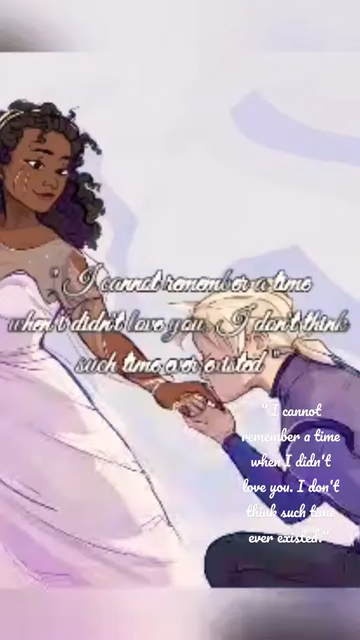 " I cannot remember a time
when i didn't love you. I don't think
such time ever existed "
" I cannot
remember a time
when I didn't
love you. I don't
think such time
ever existed."